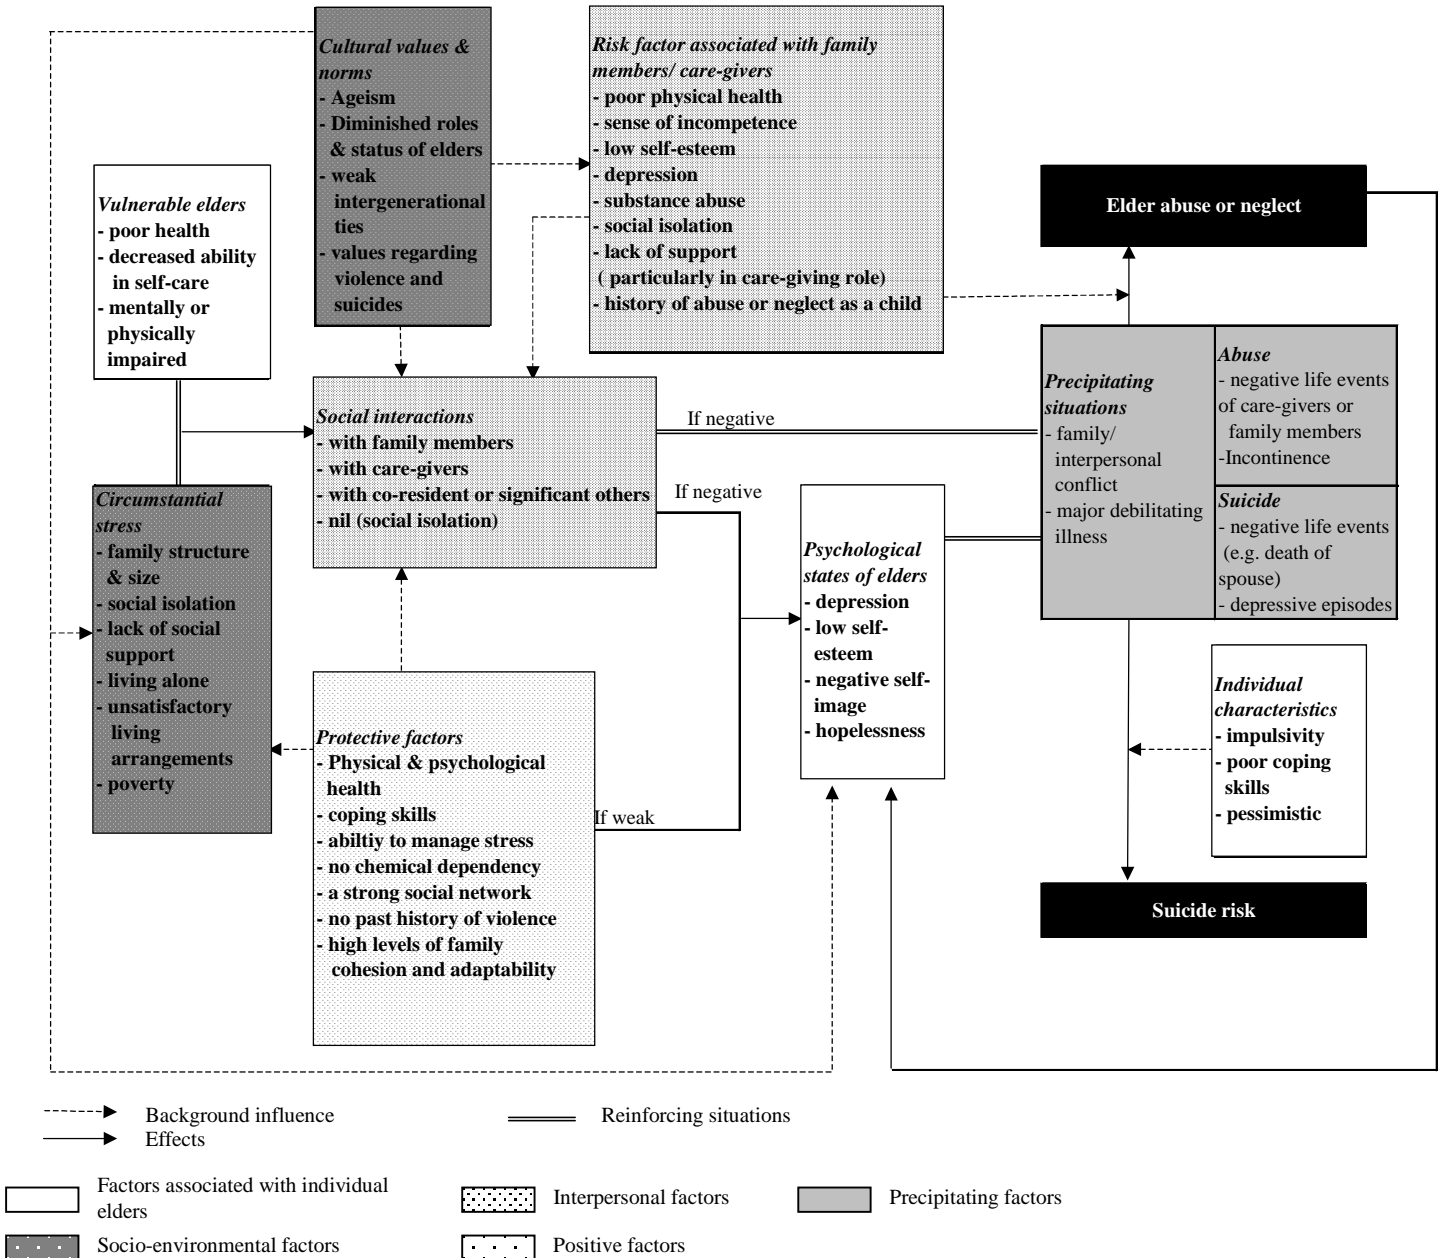 Cultural values &
norms
- Ageism
- Diminished roles
& status of elders
- weak
intergenerational
ties
- values regarding
violence and
suicides
Risk factor associated with family
members/ care-givers
- poor physical health
- sense of incompetence
- low self-esteem
- depression
- substance abuse
- social isolation
- lack of support
( particularly in care-giving role)
- history of abuse or neglect as a child
Vulnerable elders
- poor health
- decreased ability
in self-care
- mentally or
physically
impaired
Elder abuse or neglect
Social interactions
- with family members
- with care-givers
- with co-resident or significant others
- nil (social isolation)
If negative
If negative
Precipitating
situations
- family/
interpersonal
conflict
- major debilitating
illness
Abuse
- negative life events
of care-givers or
family members
-Incontinence
Suicide
- negative life events
(e.g. death of
spouse)
- depressive episodes
Circumstantial
stress
- family structure
& size
- social isolation
- lack of social
support
- living alone
- unsatisfactory
living
arrangements
- poverty
Psychological
states of elders
- depression
- low self-
esteem
- negative self-
image
- hopelessness
Protective factors
- Physical & psychological
health
- coping skills
- abiltiy to manage stress
- no chemical dependency
- a strong social network
- no past history of violence
- high levels of family
cohesion and adaptability
If weak
Individual
characteristics
- impulsivity
- poor coping
skills
- pessimistic
Suicide risk
Background influence
Effects
Reinforcing situations
Factors associated with individual
elders
Interpersonal factors
Precipitating factors
Socio-environmental factors
Positive factors